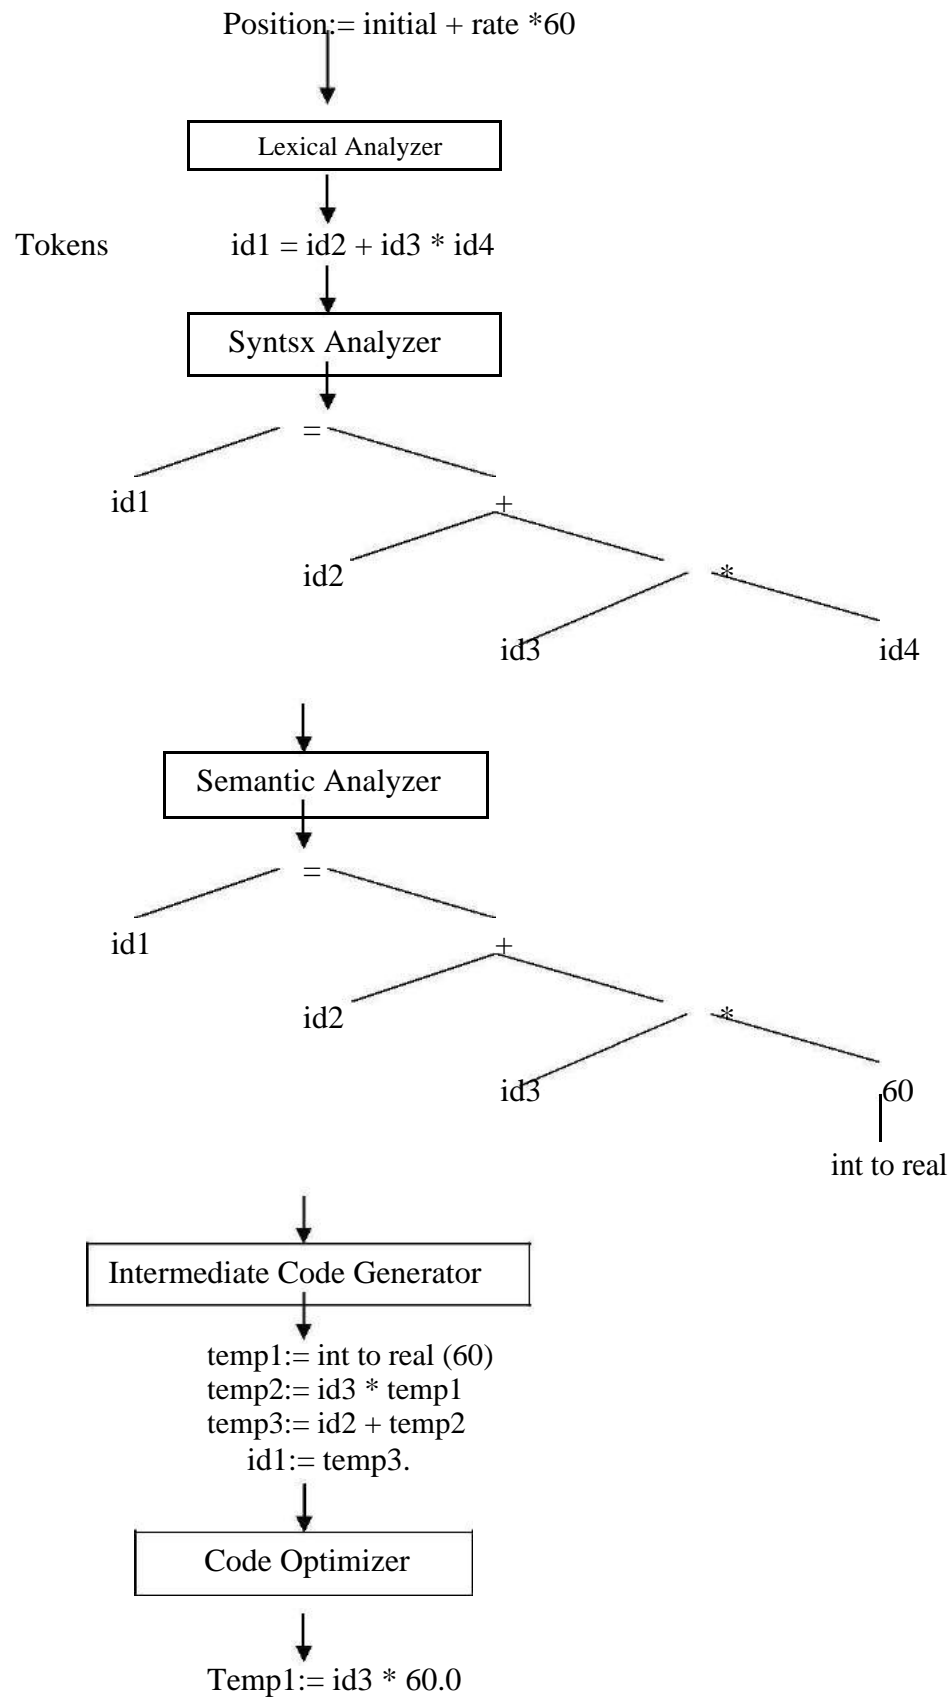 Position:= initial + rate *60
Lexical Analyzer
Tokens id1 = id2 + id3 * id4
Syntsx Analyzer
=
id1
+
id2
*
id3 id4
Semantic Analyzer
=
id1
+
id2
*
id3 60
int to real
Intermediate Code Generator
temp1:= int to real (60)
temp2:= id3 * temp1
temp3:= id2 + temp2
id1:= temp3.
Code Optimizer
Temp1:= id3 * 60.0